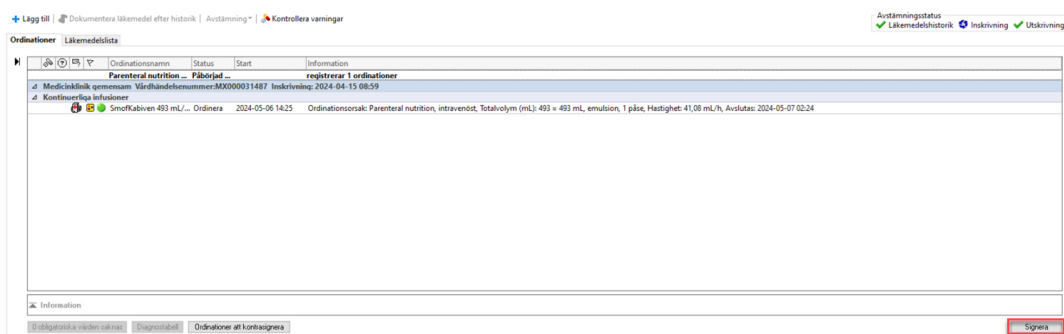 Lägg till | Dokumentera läkemedel efter historik | Avstämning | Kontrollera varningar
Avstämningsstatus
Läkemedelshistorik Inskrivning Utskrivning
Ordinationer Läkemedelslista
Ordinationsnamn Status Start Information
Parenteral nutrition ... Påbörjad ... registrerar 1 ordinationer
Medicinklinik gemensam Vårdhändelsenummer:MX000031487 Inskrivning: 2024-04-15 08:59
Kontinuerliga infusioner
SmofKabiven 493 mL/... Ordinera 2024-05-06 14:25 Ordinationsorsak: Parenteral nutrition, intravenöst, Totalvolym (mL): 493 = 493 mL, emulsion, 1 påse, Hastighet: 41,08 mL/h, Avslutas: 2024-05-07 02:24
Information
0 obligatoriska värden saknas Diagnostabell Ordinationer att kontrasignera Signera